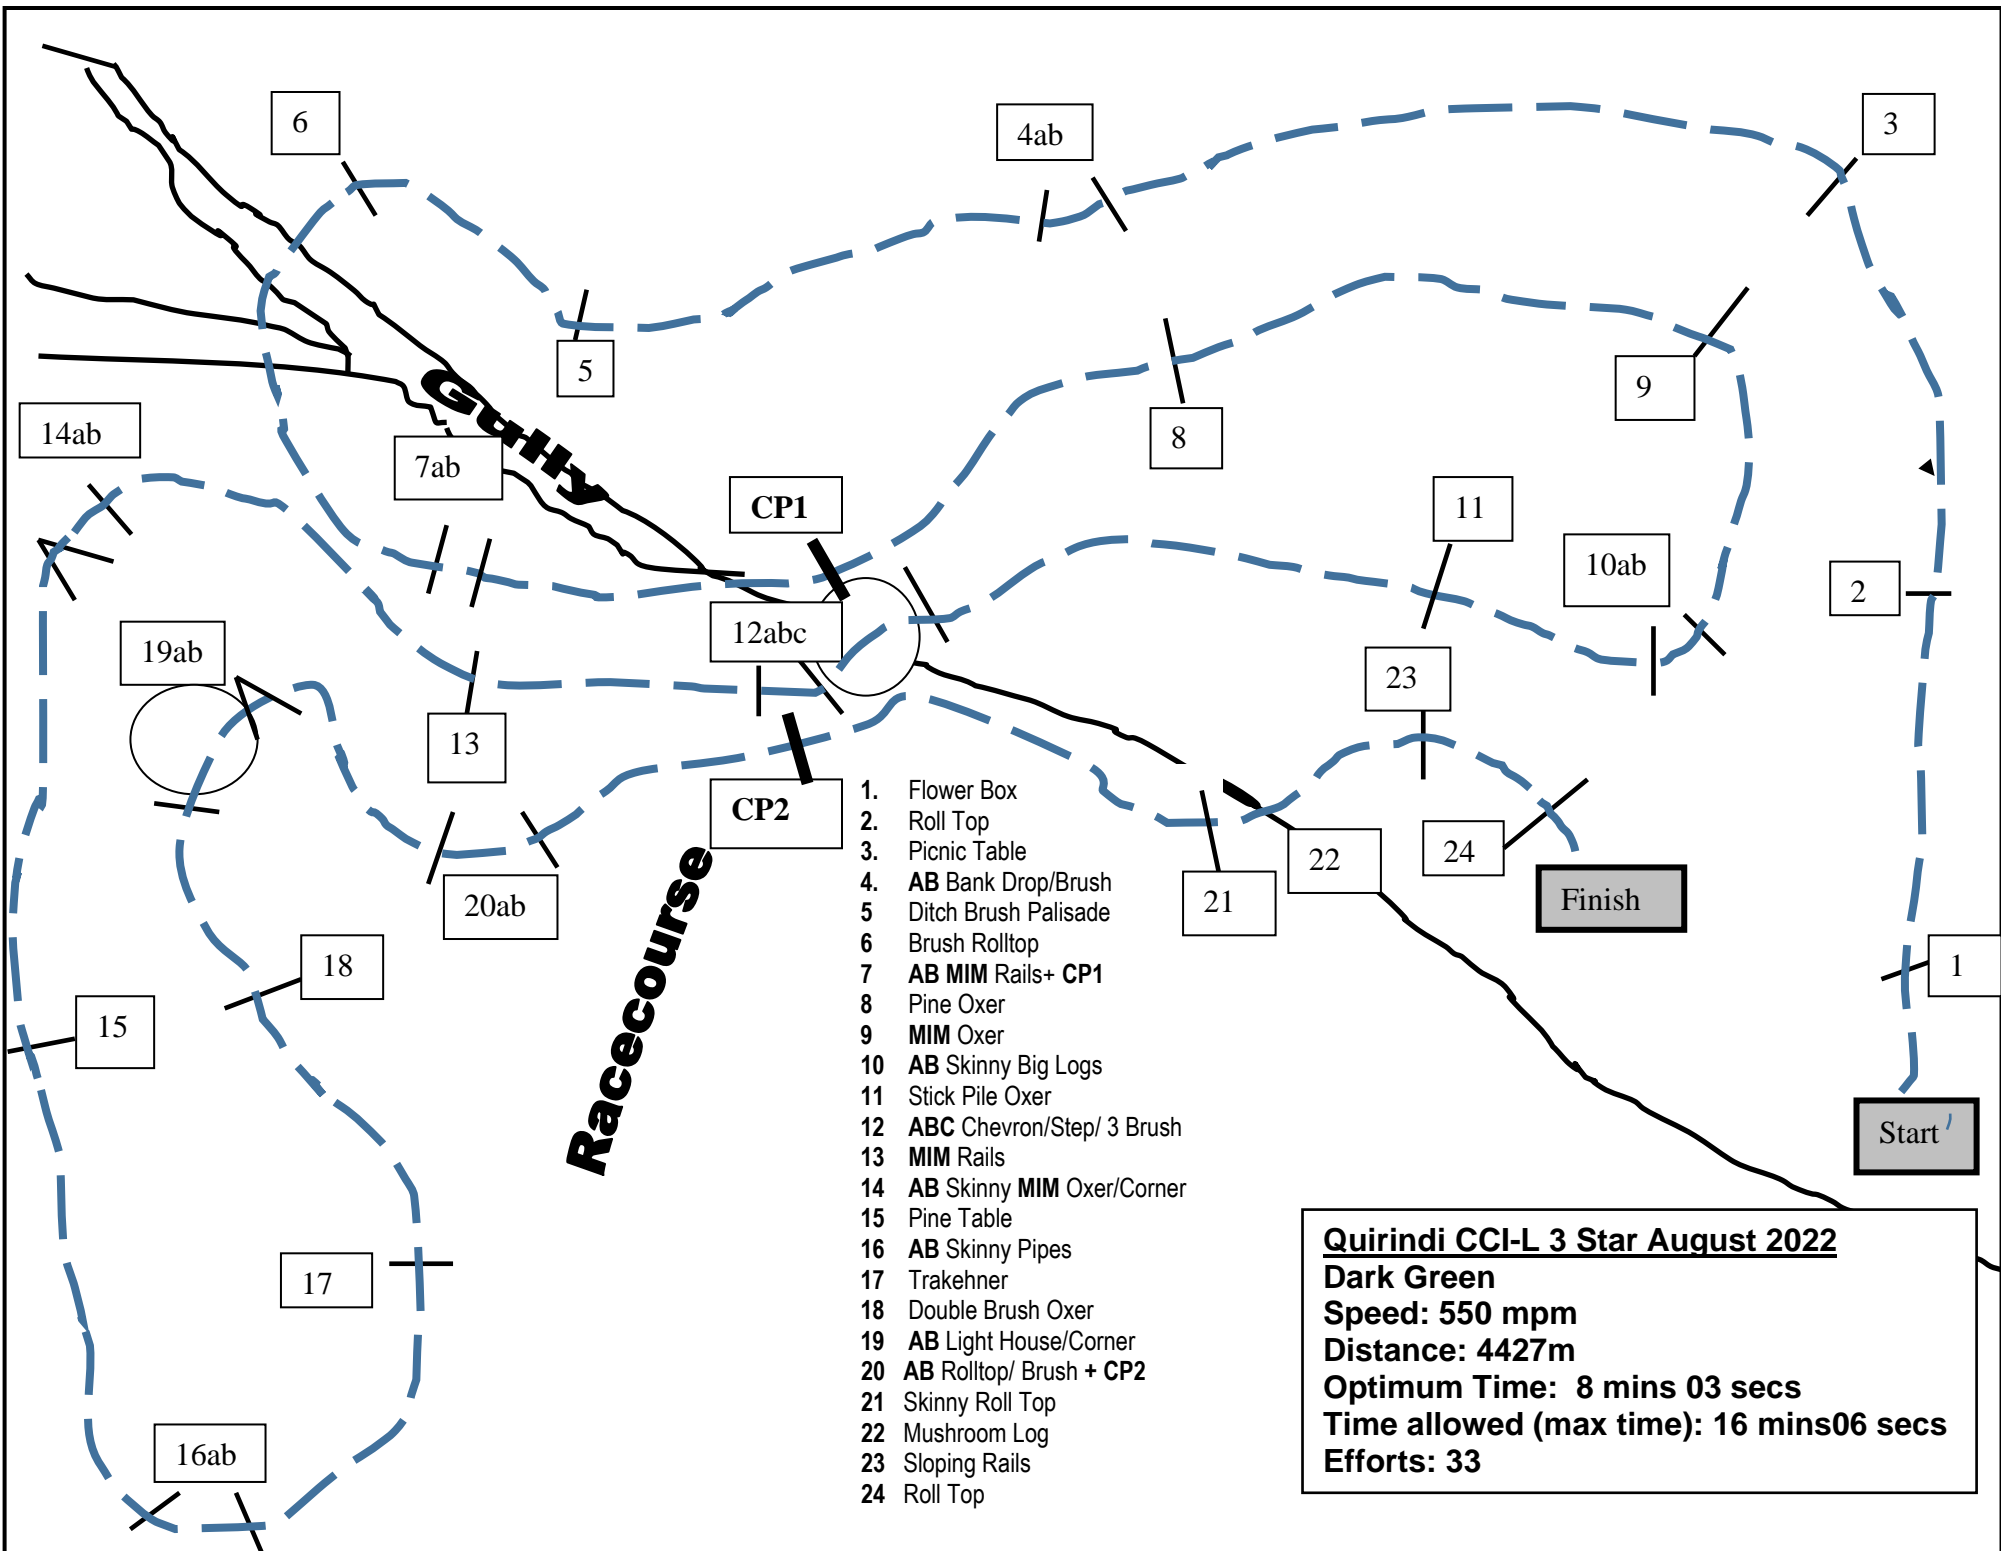 6
4ab
3
5
9
8
14ab
7ab
Gully
CP1
11
10ab
2
12abc
19ab
23
13
CP2
24
22
21
20ab
Finish
18
1
15
Racecourse
Start
17
16ab
1. Flower Box
2. Roll Top
3. Picnic Table
4. AB Bank Drop/Brush
5 Ditch Brush Palisade
6 Brush Rolltop
7 AB MIM Rails+ CP1
8 Pine Oxer
9 MIM Oxer
10 AB Skinny Big Logs
11 Stick Pile Oxer
12 ABC Chevron/Step/ 3 Brush
13 MIM Rails
14 AB Skinny MIM Oxer/Corner
15 Pine Table
16 AB Skinny Pipes
17 Trakehner
18 Double Brush Oxer
19 AB Light House/Corner
20 AB Rolltop/ Brush + CP2
21 Skinny Roll Top
22 Mushroom Log
23 Sloping Rails
24 Roll Top
Quirindi CCI-L 3 Star August 2022
Dark Green
Speed: 550 mpm
Distance: 4427m
Optimum Time: 8 mins 03 secs
Time allowed (max time): 16 mins06 secs
Efforts: 33